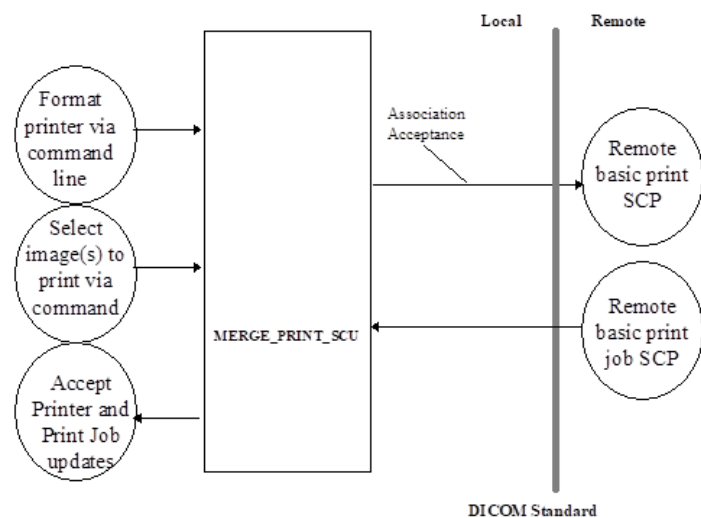 Local
Remote
Format
printer via
command
line
Association
Acceptance
Remote
basic print
SCP
Select
image(s) to
print via
command
MERGE_PRINT_SCU
Remote
basic print
job SCP
Accept
Printer and
Print Job
updates
DICOM Standard